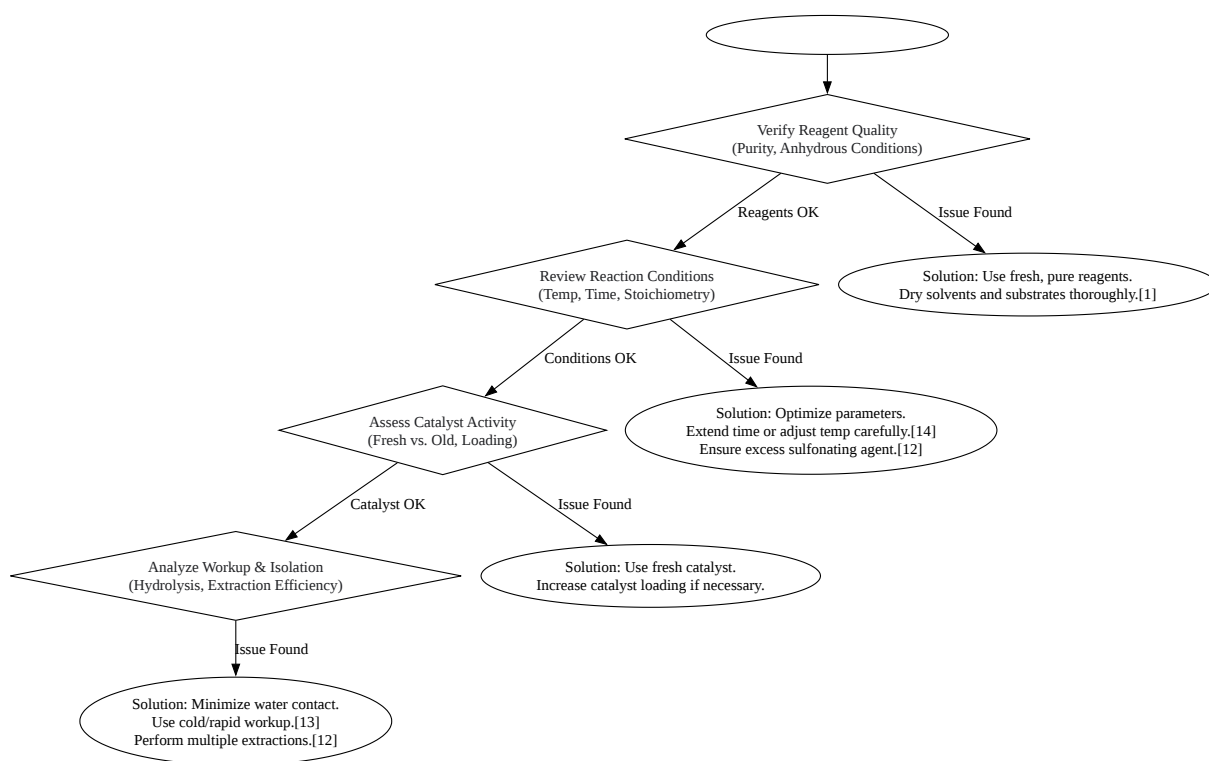 Verify Reagent Quality
(Purity, Anhydrous Conditions)
Reagents OK
Issue Found
Review Reaction Conditions
(Temp, Time, Stoichiometry)
Solution: Use fresh, pure reagents.
Dry solvents and substrates thoroughly.[1]
Conditions OK
Issue Found
Assess Catalyst Activity
(Fresh vs. Old, Loading)
Solution: Optimize parameters.
Extend time or adjust temp carefully.[14]
Ensure excess sulfonating agent.[12]
Catalyst OK
Issue Found
Analyze Workup & Isolation
(Hydrolysis, Extraction Efficiency)
Solution: Use fresh catalyst.
Increase catalyst loading if necessary.
Issue Found
Solution: Minimize water contact.
Use cold/rapid workup.[13]
Perform multiple extractions.[12]